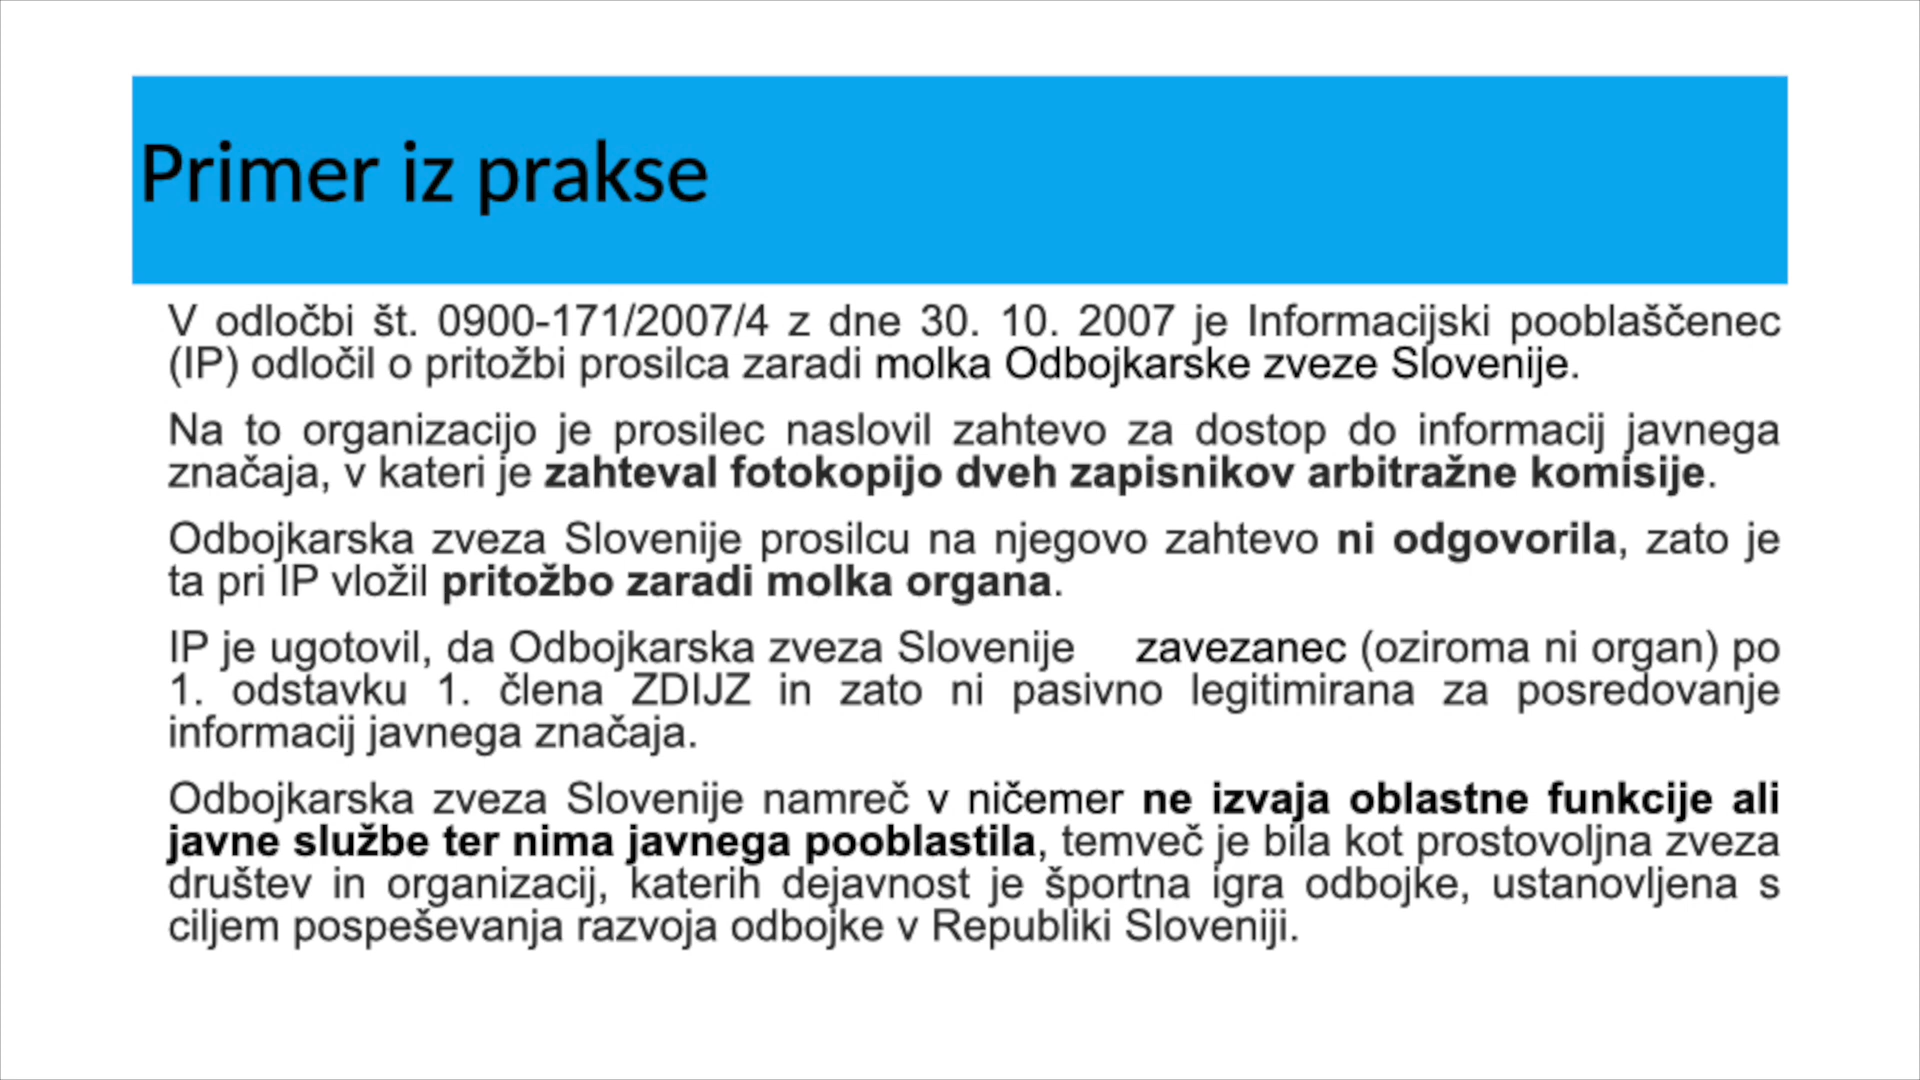 Primer iz prakse
V odločbi št. 0900-171/2007/4 z dne 30. 10. 2007 je Informacijski pooblaščenec
(IP) odločil o pritožbi prosilca zaradi molka Odbojkarske zveze Slovenije.
Na to organizacijo je prosilec naslovil zahtevo za dostop do informacij javnega
značaja, v kateri je zahteval fotokopijo dveh zapisnikov arbitražne komisije.
Odbojkarska zveza Slovenije prosilcu na njegovo zahtevo ni odgovorila, zato je
ta pri IP vložil pritožbo zaradi molka organa.
IP je ugotovil, da Odbojkarska zveza Slovenije zavezanec (oziroma ni organ) po
1. odstavku 1. člena ZDIJZ in zato ni pasivno legitimirana za posredovanje
informacij javnega značaja.
Odbojkarska zveza Slovenije namreč v ničemer ne izvaja oblastne funkcije ali
javne službe ter nima javnega pooblastila, temveč je bila kot prostovoljna zveza
društev in organizacij, katerih dejavnost je športna igra odbojke, ustanovljena s
ciljem pospeševanja razvoja odbojke v Republiki Sloveniji.